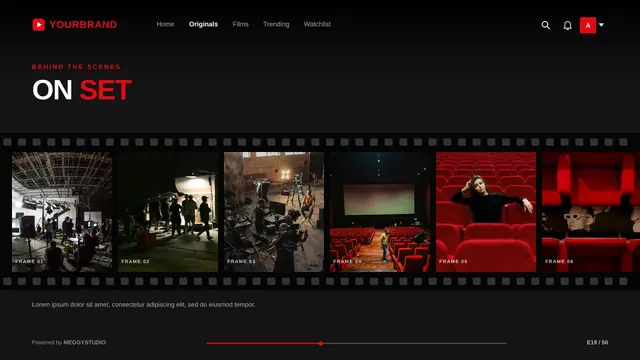 YOURBRAND
Home Originals Films Trending Watchlist
A
BEHIND THE SCENES
ON SET
FRAME 01 FRAME 02 FRAME 03 FRAME 04 FRAME 05 FRAME 06
Lorem ipsum dolor sit amet, consectetur adipiscing elit, sed do eiusmod tempor.
Powered by MEGGYSTUDIO
E19 / 50